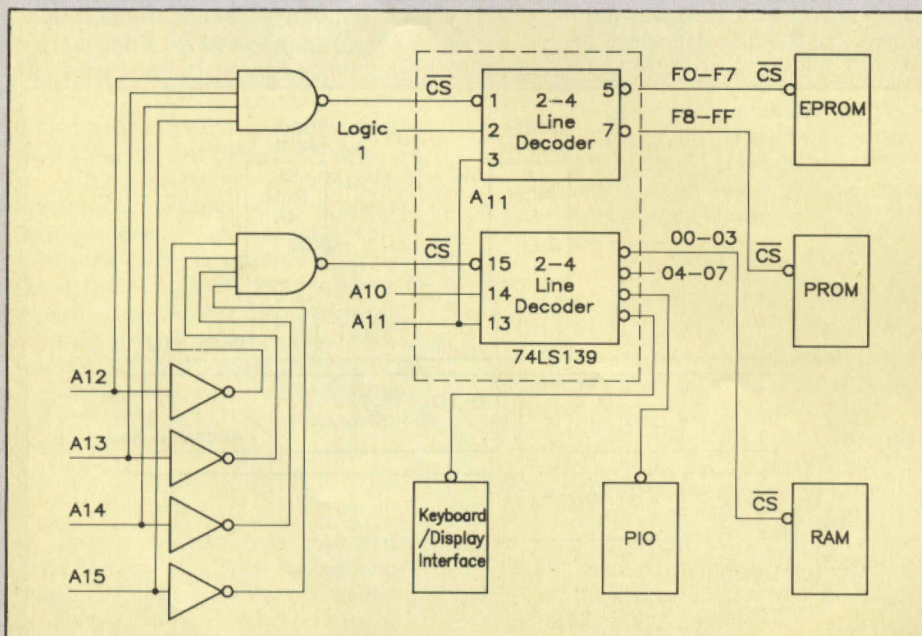 CS
1
2
3
2-4
Line
Decoder
5
7
F0-F7
F8-FF
CS
EPROM
Logic
1
A11
CS
15
14
13
2-4
Line
Decoder
00-03
04-07
CS
PROM
A10
A11
74LS139
A12
A13
A14
A15
Keyboard
/Display
Interface
PIO
CS
RAM